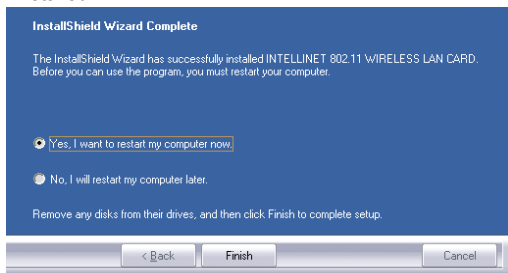 InstallShield Wizard Complete
The InstallShield Wizard has successfully installed INTELLINET 802.11 WIRELESS LAN CARD.
Before you can use the program, you must restart your computer.
Yes, I want to restart my computer now.
No, I will restart my computer later.
Remove any disks from their drives, and then click Finish to complete setup.
< Back Finish Cancel